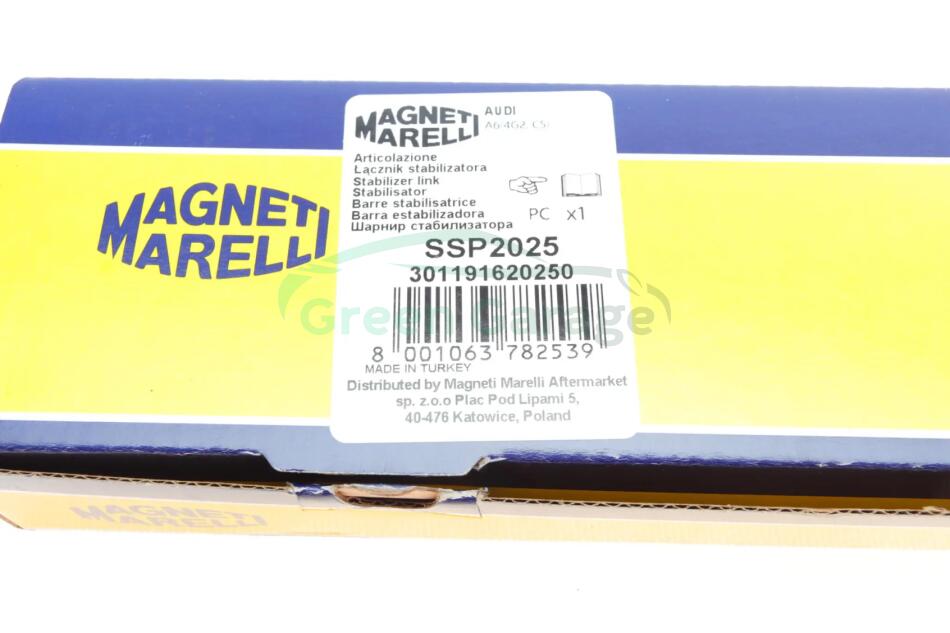 MAGNETI
MARELLI
MAGNETI
MARELLI
AUDI
A6(4G2, C5)
Articolazione
Łącznik stabilizatora
Stabilizer link
Stabilisator
Barre stabilisatrice
Barra estabilizadora
Шарнир стабилизатора
PC x1
SSP2025
301191620250
Green Garage
8 001063 782539
MADE IN TURKEY
Distributed by Magneti Marelli Aftermarket
sp. z.o.o Plac Pod Lipami 5,
40-476 Katowice, Poland
MAGNETI
MARELLI